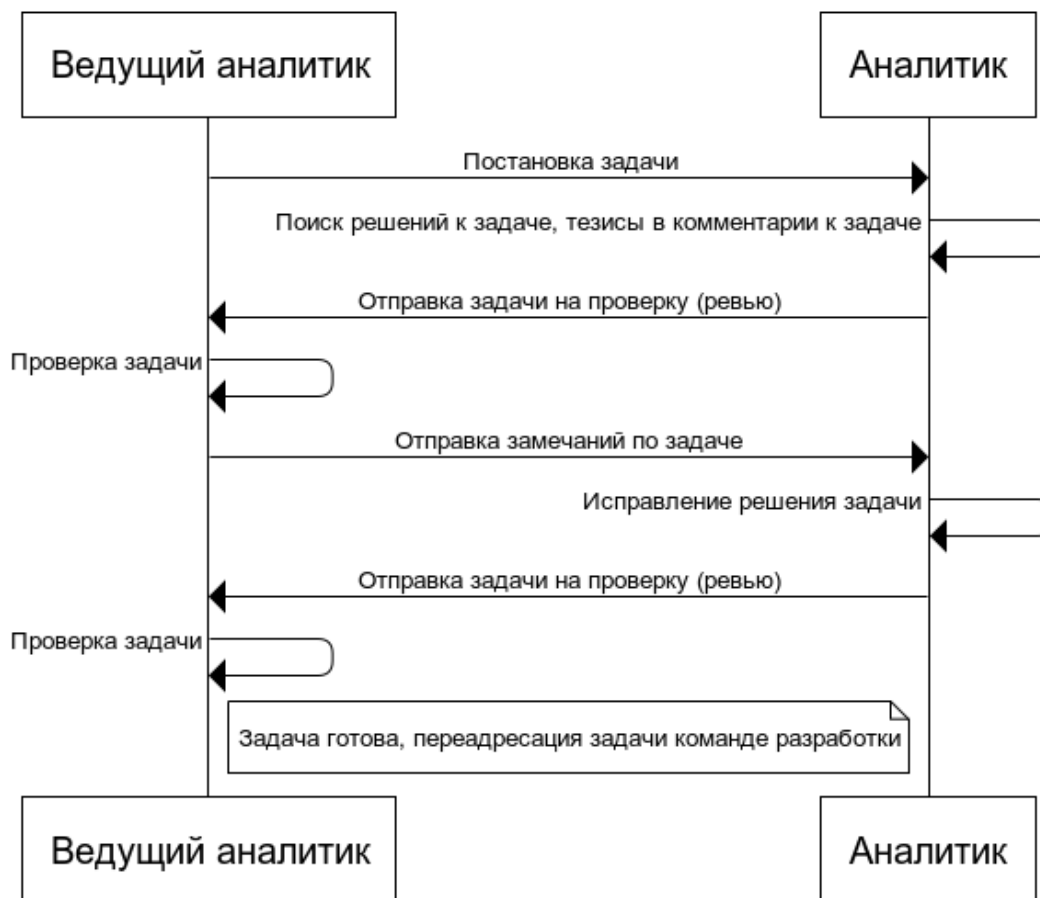 Ведущий аналитик
Аналитик
Постановка задачи
Поиск решений к задаче, тезисы в комментарии к задаче
Отправка задачи на проверку (ревью)
Проверка задачи
Отправка замечаний по задаче
Исправление решения задачи
Отправка задачи на проверку (ревью)
Проверка задачи
Задача готова, переадресация задачи команде разработки
Ведущий аналитик
Аналитик